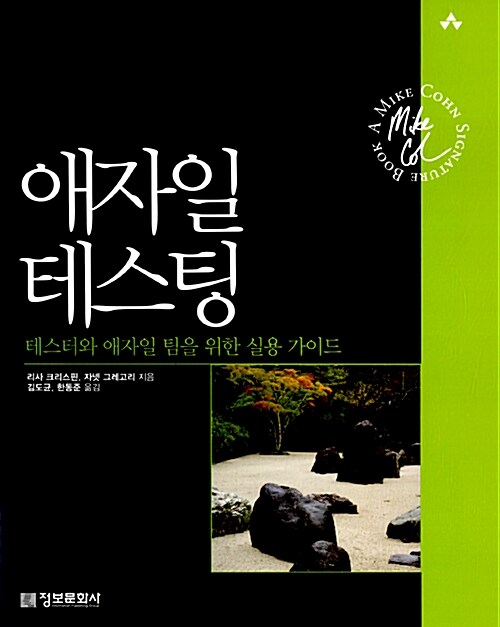 A MIKE COHN SIGNATURE BOOK
Mike Coh
애자일
테스팅
테스터와 애자일 팀을 위한 실용 가이드
리사 크리스핀, 자넷 그레고리 지음
김도균, 한동준 옮김
정보문화사